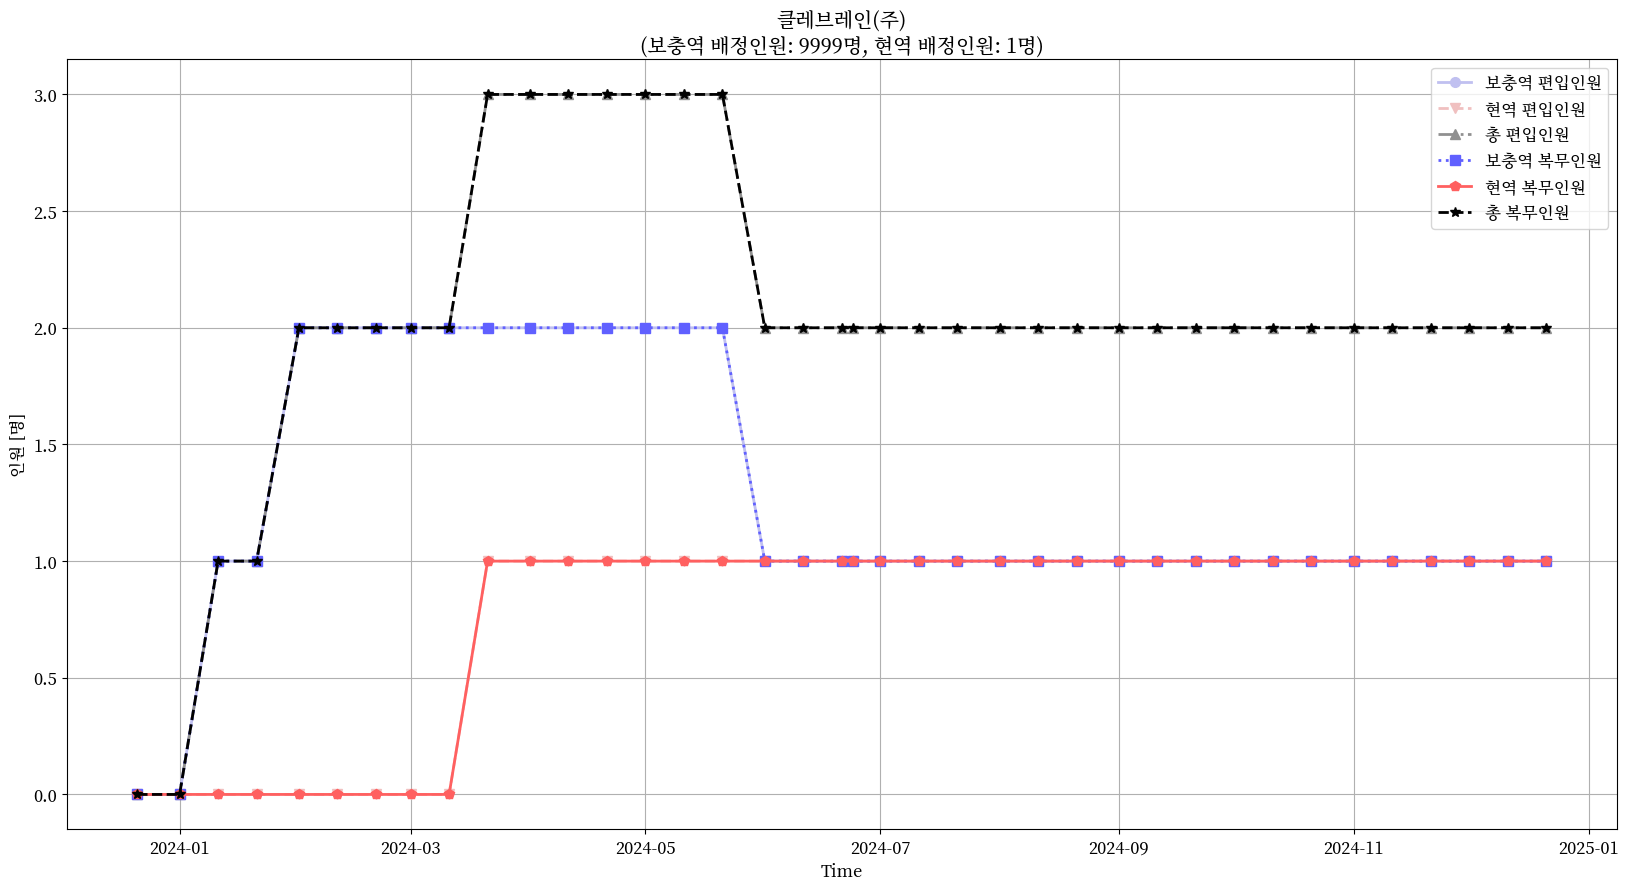 클레브레인(주)
(보충역 배정인원: 9999명, 현역 배정인원: 1명)
보충역 편입인원
현역 편입인원
총 편입인원
보충역 복무인원
현역 복무인원
총 복무인원
인원 [명]
3.0
2.5
2.0
1.5
1.0
0.5
0.0
2024-01 2024-03 2024-05 2024-07 2024-09 2024-11 2025-01
Time